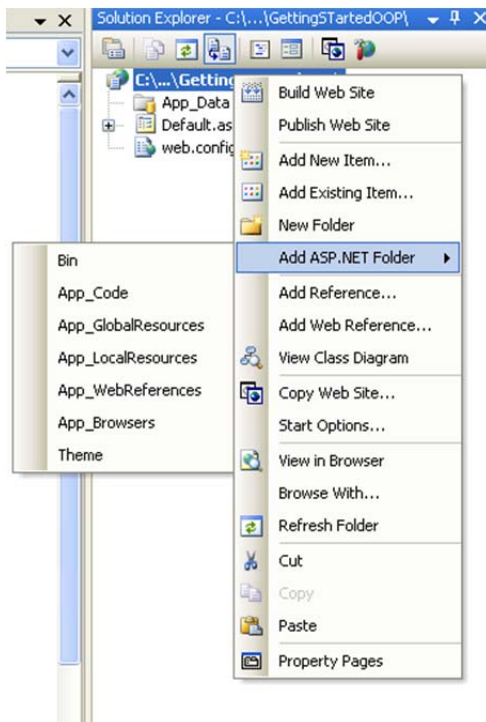 Solution Explorer - C:\...\GettingSTartedOOP\
C:\...\Getting
App_Data
Default.as
web.config
Build Web Site
Publish Web Site
Add New Item...
Add Existing Item...
New Folder
Add ASP.NET Folder
Add Reference...
Add Web Reference...
View Class Diagram
Copy Web Site...
Start Options...
View in Browser
Browse With...
Refresh Folder
Cut
Copy
Paste
Property Pages
Bin
App_Code
App_GlobalResources
App_LocalResources
App_WebReferences
App_Browsers
Theme